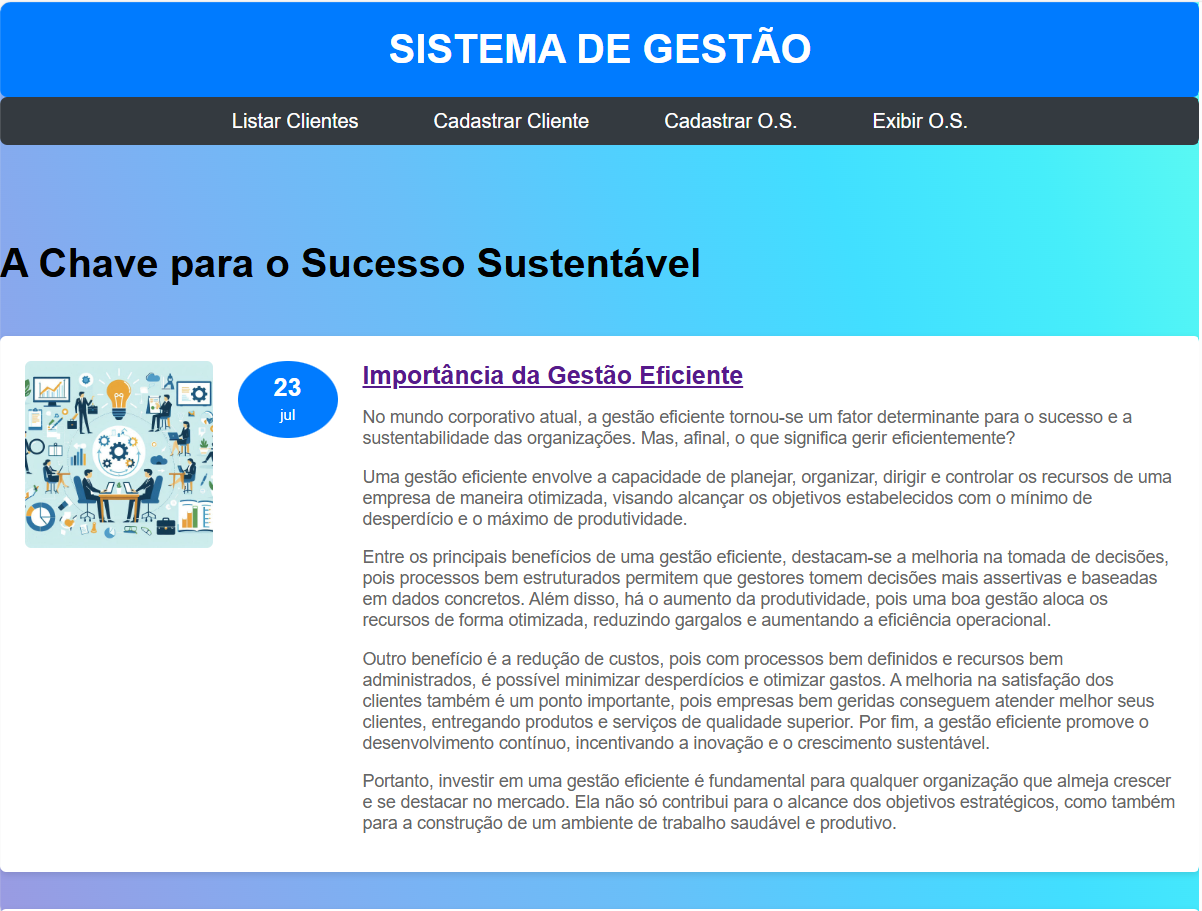 SISTEMA DE GESTÃO
Listar Clientes Cadastrar Cliente Cadastrar O.S. Exibir O.S.
A Chave para o Sucesso Sustentável
23
jul
Importância da Gestão Eficiente
No mundo corporativo atual, a gestão eficiente tornou-se um fator determinante para o sucesso e a
sustentabilidade das organizações. Mas, afinal, o que significa gerir eficientemente?
Uma gestão eficiente envolve a capacidade de planejar, organizar, dirigir e controlar os recursos de uma
empresa de maneira otimizada, visando alcançar os objetivos estabelecidos com o mínimo de
desperdício e o máximo de produtividade.
Entre os principais benefícios de uma gestão eficiente, destacam-se a melhoria na tomada de decisões,
pois processos bem estruturados permitem que gestores tomem decisões mais assertivas e baseadas
em dados concretos. Além disso, há o aumento da produtividade, pois uma boa gestão aloca os
recursos de forma otimizada, reduzindo gargalos e aumentando a eficiência operacional.
Outro benefício é a redução de custos, pois com processos bem definidos e recursos bem
administrados, é possível minimizar desperdícios e otimizar gastos. A melhoria na satisfação dos
clientes também é um ponto importante, pois empresas bem geridas conseguem atender melhor seus
clientes, entregando produtos e serviços de qualidade superior. Por fim, a gestão eficiente promove o
desenvolvimento contínuo, incentivando a inovação e o crescimento sustentável.
Portanto, investir em uma gestão eficiente é fundamental para qualquer organização que almeja crescer
e se destacar no mercado. Ela não só contribui para o alcance dos objetivos estratégicos, como também
para a construção de um ambiente de trabalho saudável e produtivo.